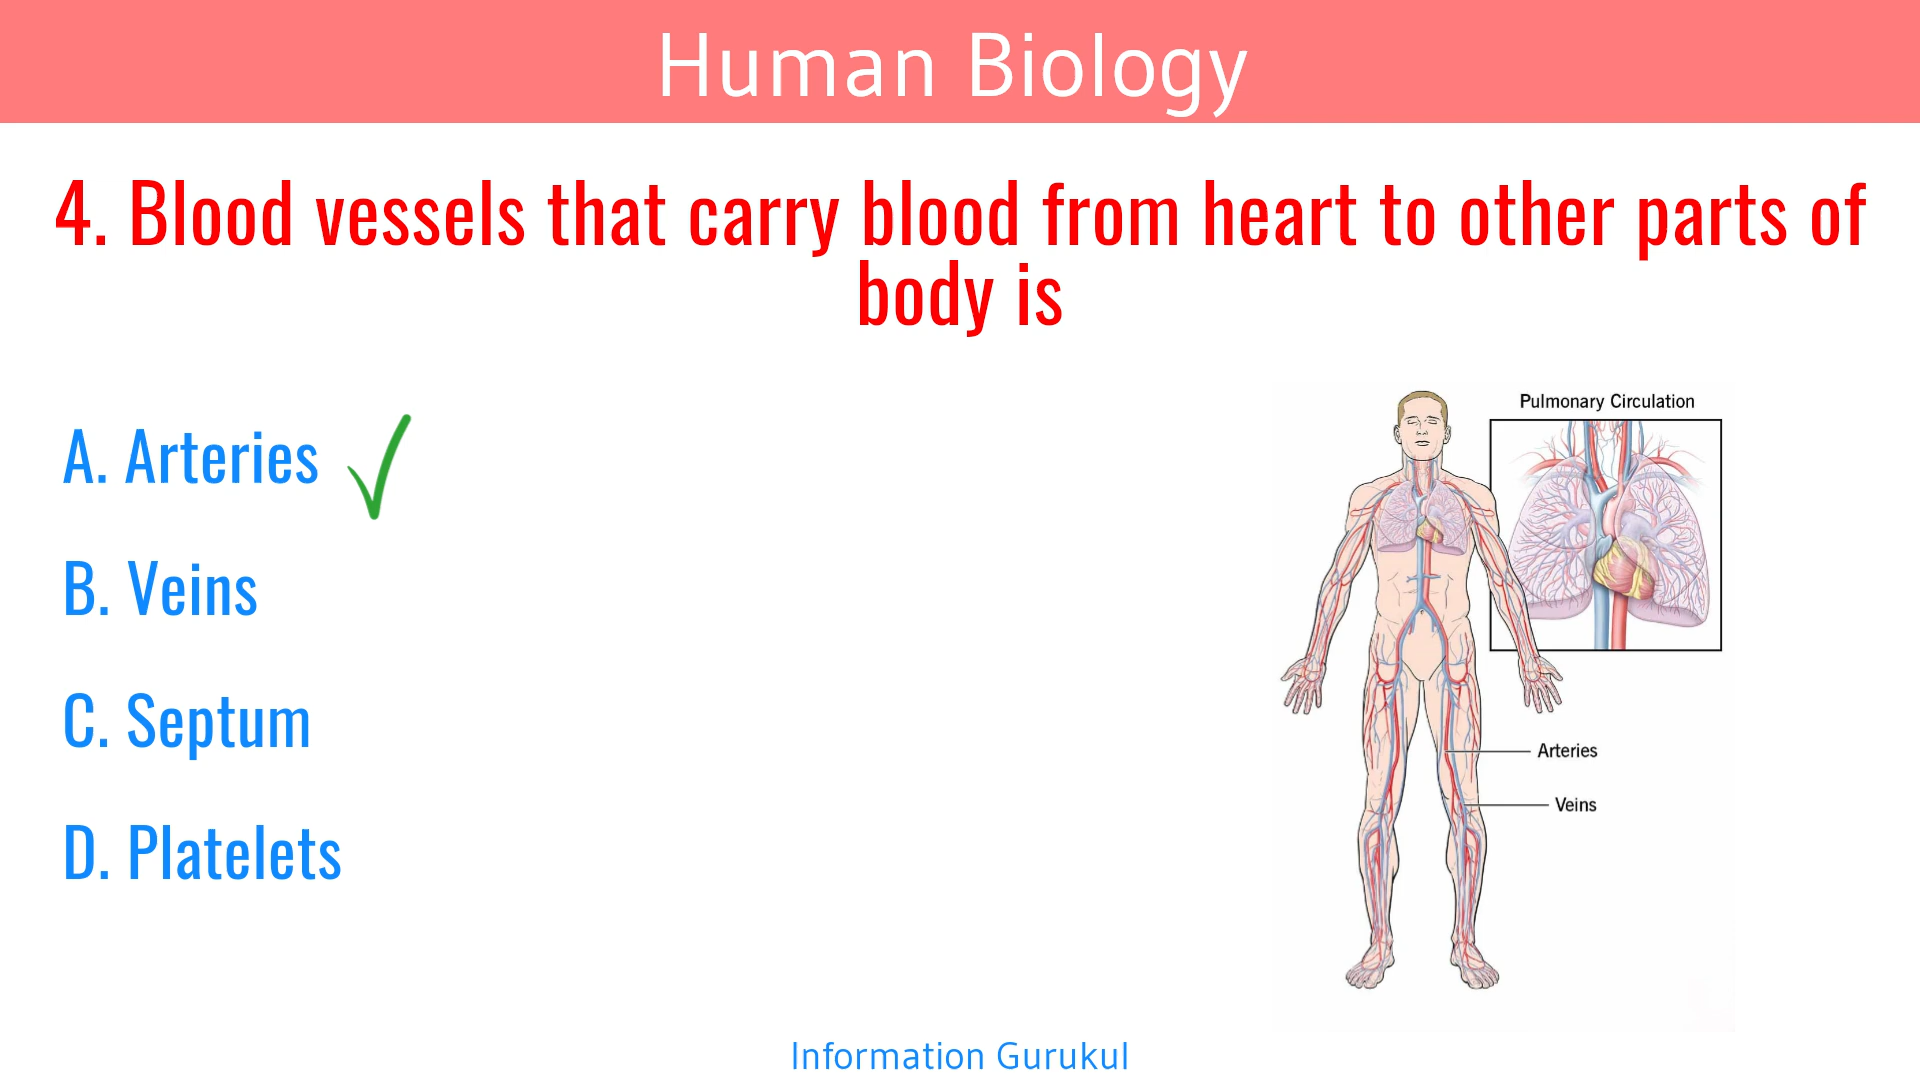 Human Biology
4. Blood vessels that carry blood from heart to other parts of
body is
A. Arteries
B. Veins
C. Septum
D. Platelets
Pulmonary Circulation
Arteries
Veins
Information Gurukul